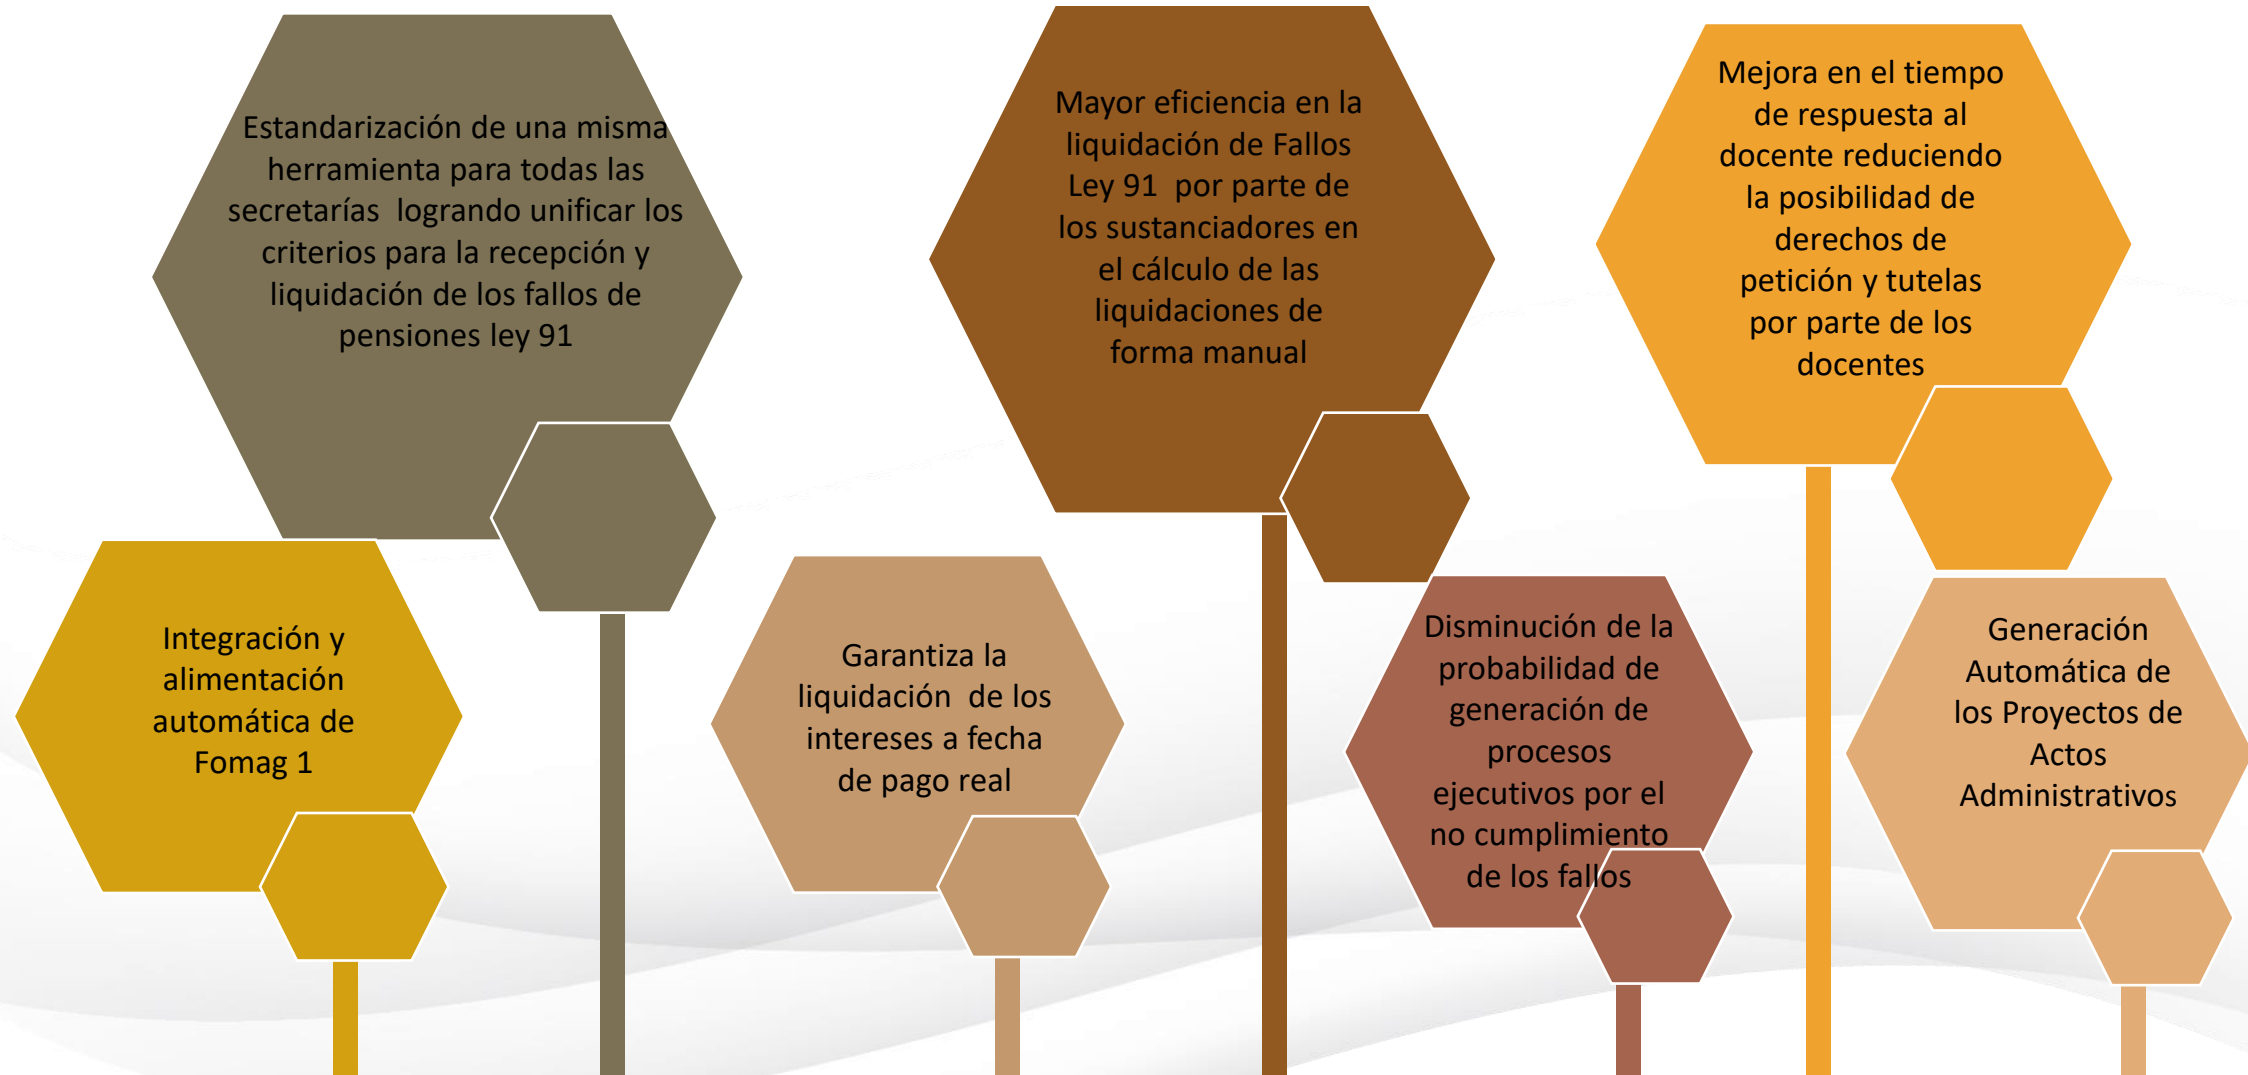 Estandarización de una misma
herramienta para todas las
secretarías logrando unificar los
criterios para la recepción y
liquidación de los fallos de
pensiones ley 91
Mayor eficiencia en la
liquidación de Fallos
Ley 91 por parte de
los sustanciadores en
el cálculo de las
liquidaciones de
forma manual
Mejora en el tiempo
de respuesta al
docente reduciendo
la posibilidad de
derechos de
petición y tutelas
por parte de los
docentes
Integración y
alimentación
automática de
Fomag 1
Garantiza la
liquidación de los
intereses a fecha
de pago real
Disminución de la
probabilidad de
generación de
procesos
ejecutivos por el
no cumplimiento
de los fallos
Generación
Automática de
los Proyectos de
Actos
Administrativos